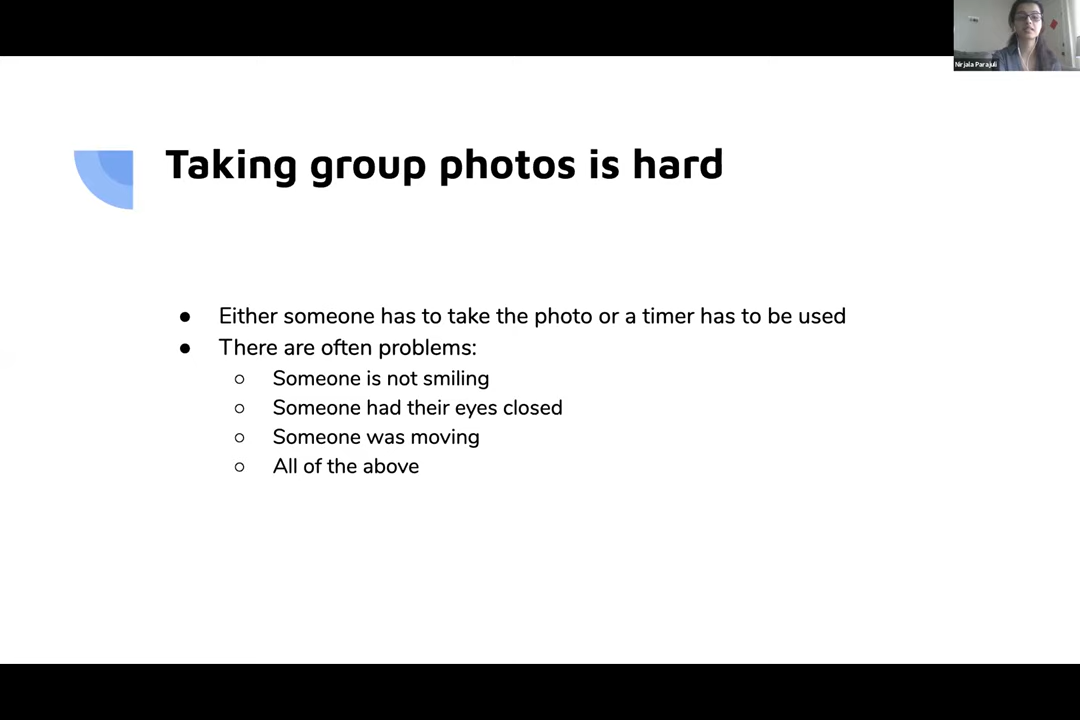 Nirjala Parajuli
Taking group photos is hard
● Either someone has to take the photo or a timer has to be used
● There are often problems:
○ Someone is not smiling
○ Someone had their eyes closed
○ Someone was moving
○ All of the above